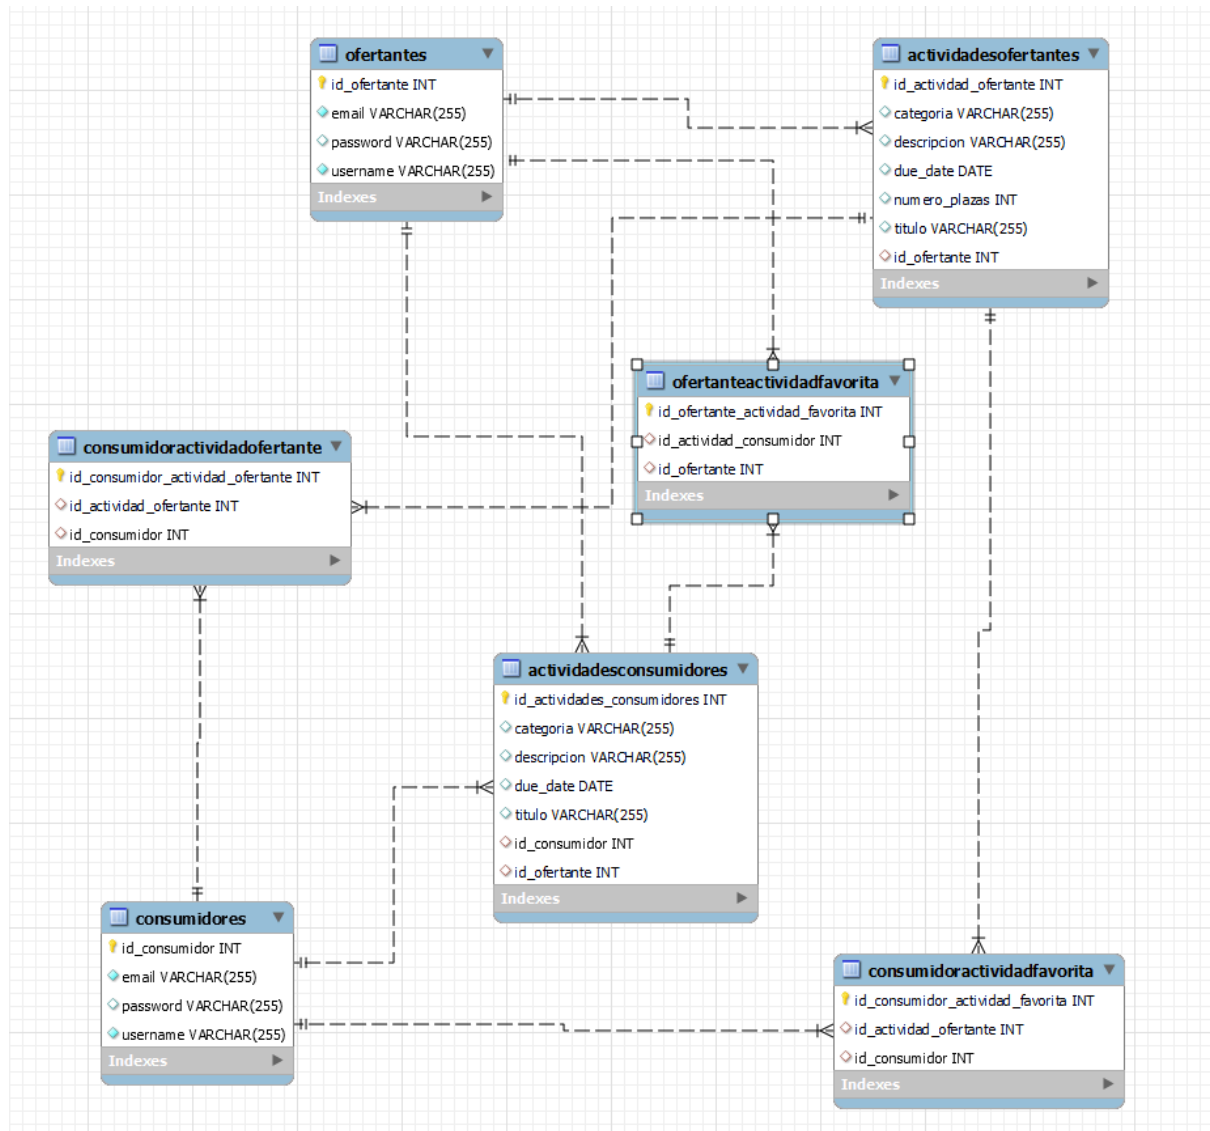 ofertantes
id_ofertante INT
email VARCHAR(255)
password VARCHAR(255)
username VARCHAR(255)
Indexes
actividadesofertantes
id_actividad_ofertante INT
categoria VARCHAR(255)
descripcion VARCHAR(255)
due_date DATE
numero_plazas INT
titulo VARCHAR(255)
id_ofertante INT
Indexes
ofertanteactividadfavorita
id_ofertante_actividad_favorita INT
id_actividad_consumidor INT
id_ofertante INT
Indexes
consumidoractividadofertante
id_consumidor_actividad_ofertante INT
id_actividad_ofertante INT
id_consumidor INT
Indexes
actividadesconsumidores
id_actividades_consumidores INT
categoria VARCHAR(255)
descripcion VARCHAR(255)
due_date DATE
titulo VARCHAR(255)
id_consumidor INT
id_ofertante INT
Indexes
consumidores
id_consumidor INT
email VARCHAR(255)
password VARCHAR(255)
username VARCHAR(255)
Indexes
consumidoractividadfavorita
id_consumidor_actividad_favorita INT
id_actividad_ofertante INT
id_consumidor INT
Indexes